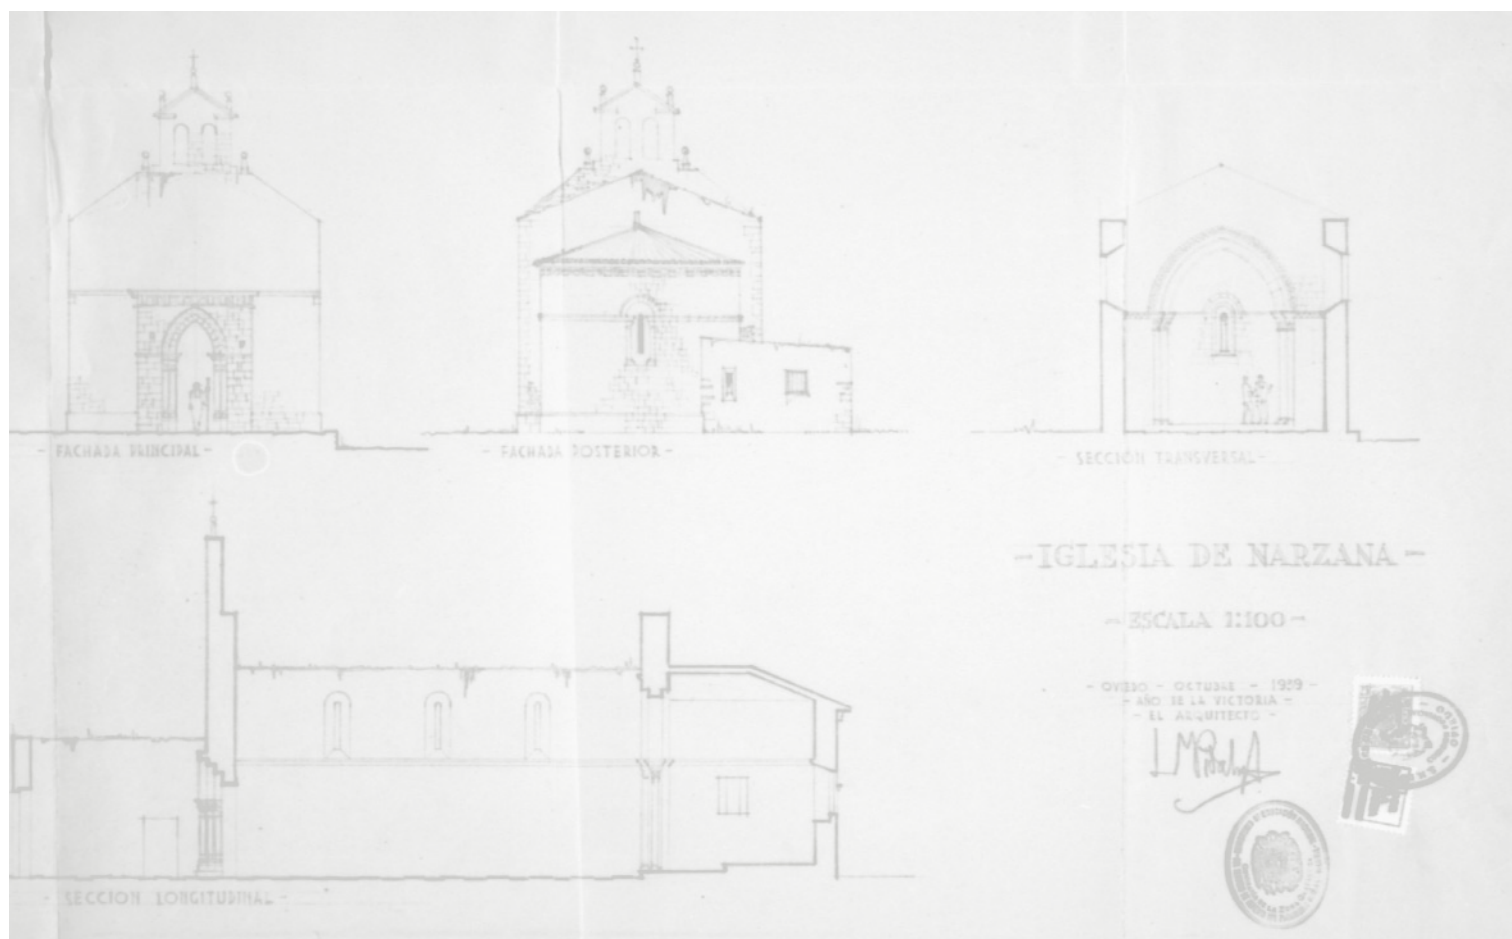 - FACHADA PRINCIPAL -
- FACHADA POSTERIOR -
- SECCION TRANSVERSAL -
- IGLESIA DE NARZANA -
- ESCALA 1:100 -
- OVIEDO - OCTUBRE - 1939 -
- AÑO DE LA VICTORIA -
- EL ARQUITECTO -
- SECCION LONGITUDINAL -